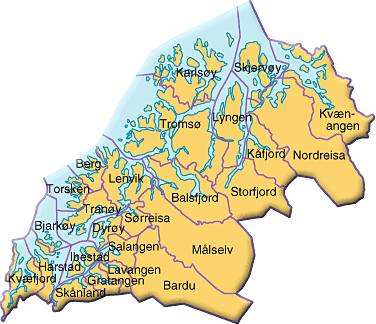 Skjervøy
Karlsøy
Kvæn-
angen
Lyngen
Tromsø
Kåfjord
Nordreisa
Berg
Lenvik
Torsken
Storfjord
Balsfjord
Tranøy
Sørreisa
Bjarkøy
Dyrøy
Salangen
Målselv
Ibestad
Harstad
Lavangen
Kvæfjord
Gratangen
Bardu
Skånland